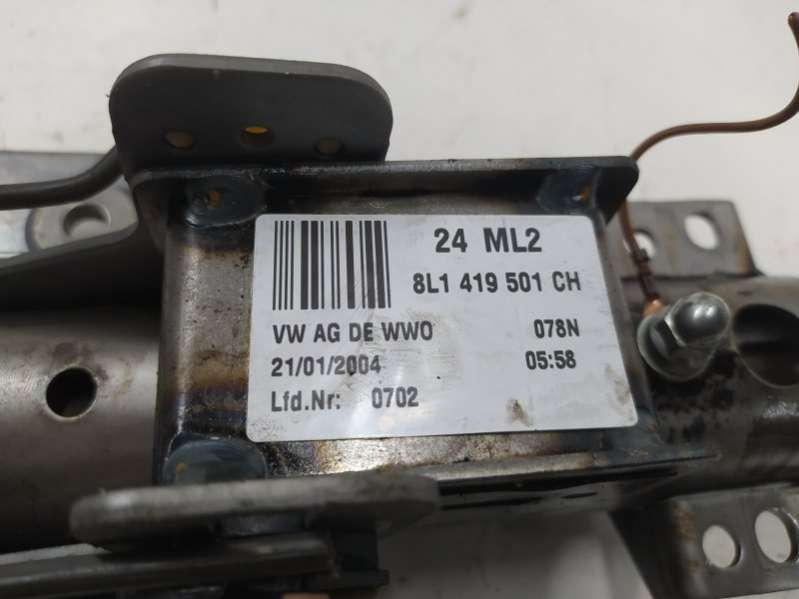 24 ML2
8L1 419 501 CH
VW AG DE WWO 078N
21/01/2004 05:58
Lfd.Nr: 0702